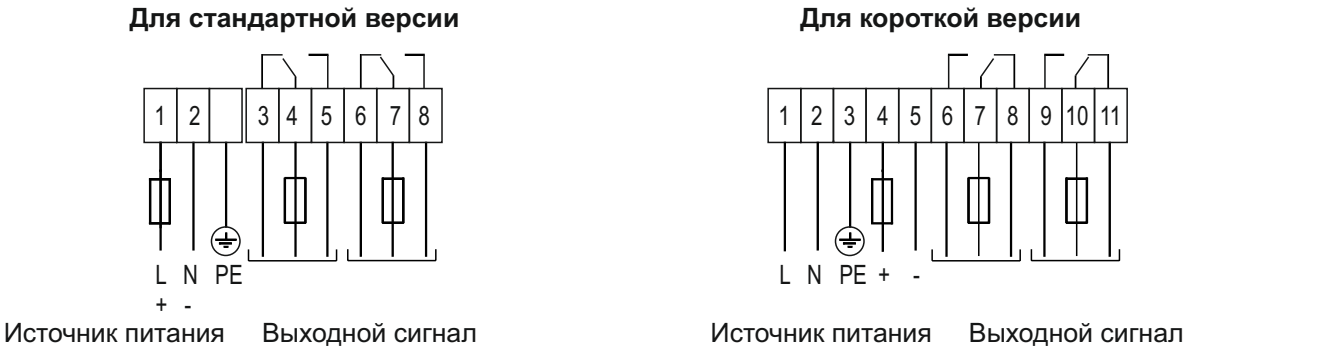 Для стандартной версии
1 2 3 4 5 6 7 8
L N PE
+ -
Источник питания Выходной сигнал
Для короткой версии
1 2 3 4 5 6 7 8 9 10 11
L N PE + -
Источник питания Выходной сигнал